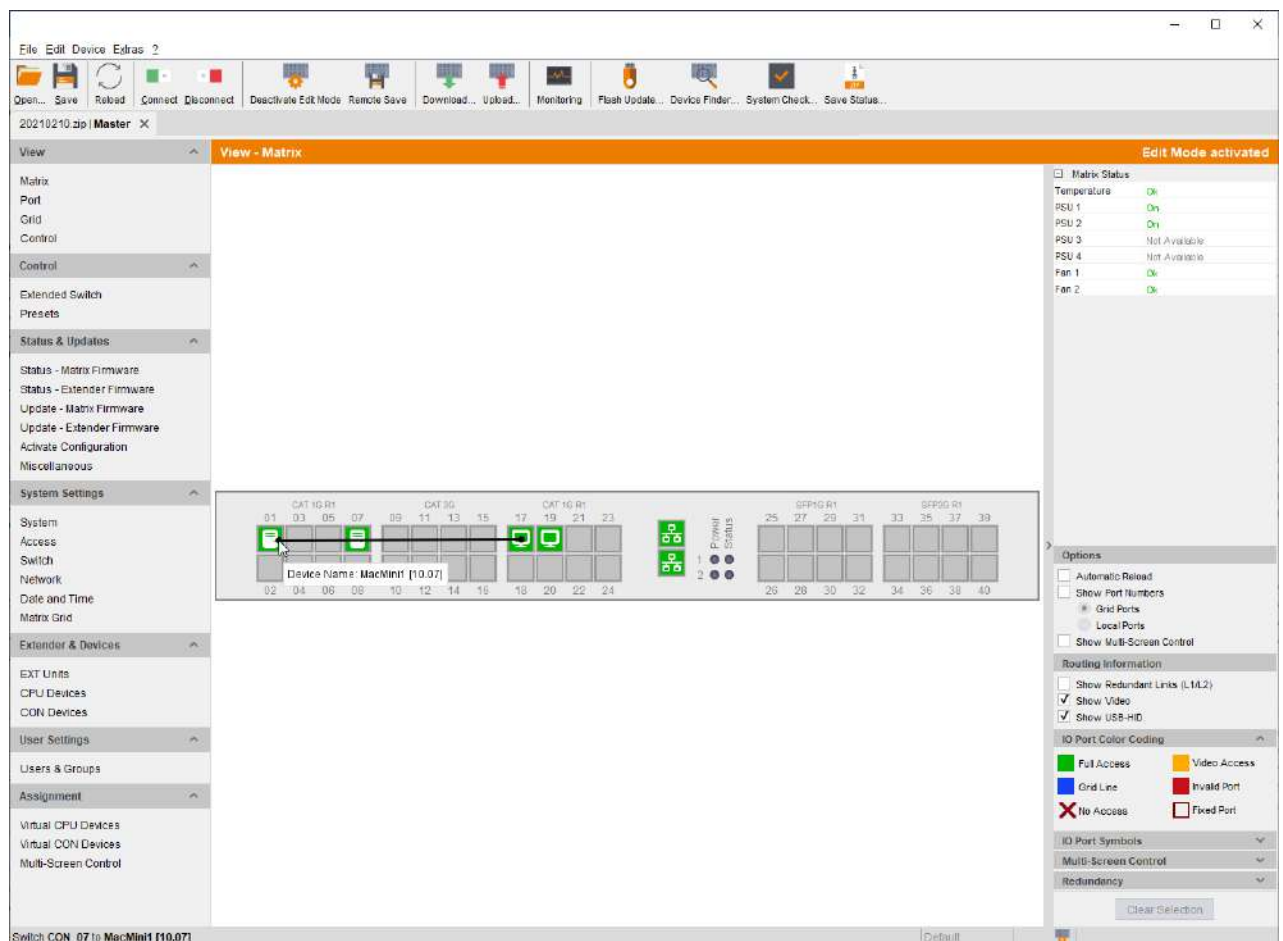 File Edit Device Extras ?
Open... Save Reload Connect Disconnect Deactivate Edit Mode Remote Save Download... Upload... Monitoring Flash Update... Device Finder... System Check... Save Status...
20210210.zip | Master
View
Matrix
Port
Grid
Control
Control
Extended Switch
Presets
Status & Updates
Status - Matrix Firmware
Status - Extender Firmware
Update - Matrix Firmware
Update - Extender Firmware
Activate Configuration
Miscellaneous
System Settings
System
Access
Switch
Network
Date and Time
Matrix Grid
Extender & Devices
EXT Units
CPU Devices
CON Devices
User Settings
Users & Groups
Assignment
Virtual CPU Devices
Virtual CON Devices
Multi-Screen Control
View - Matrix Edit Mode activated
CAT 1G R1 CAT 3G CAT 1G R1 SFP1G R1 SFP3G R1
01 03 05 07 09 11 13 15 17 19 21 23 25 27 29 31 33 35 37 39
Power
Status
1
2
Device Name: MacMini1 [10.07]
02 04 06 08 10 12 14 16 18 20 22 24 26 28 30 32 34 36 38 40
Matrix Status
Temperature Ok
PSU 1 On
PSU 2 On
PSU 3 Not Available
PSU 4 Not Available
Fan 1 Ok
Fan 2 Ok
Options
Automatic Reload
Show Port Numbers
Grid Ports
Local Ports
Show Multi-Screen Control
Routing Information
Show Redundant Links (L1/L2)
Show Video
Show USB-HID
IO Port Color Coding
Full Access Video Access
Grid Line Invalid Port
No Access Fixed Port
IO Port Symbols
Multi-Screen Control
Redundancy
Clear Selection
Switch CON_07 to MacMini1 [10.07] Default